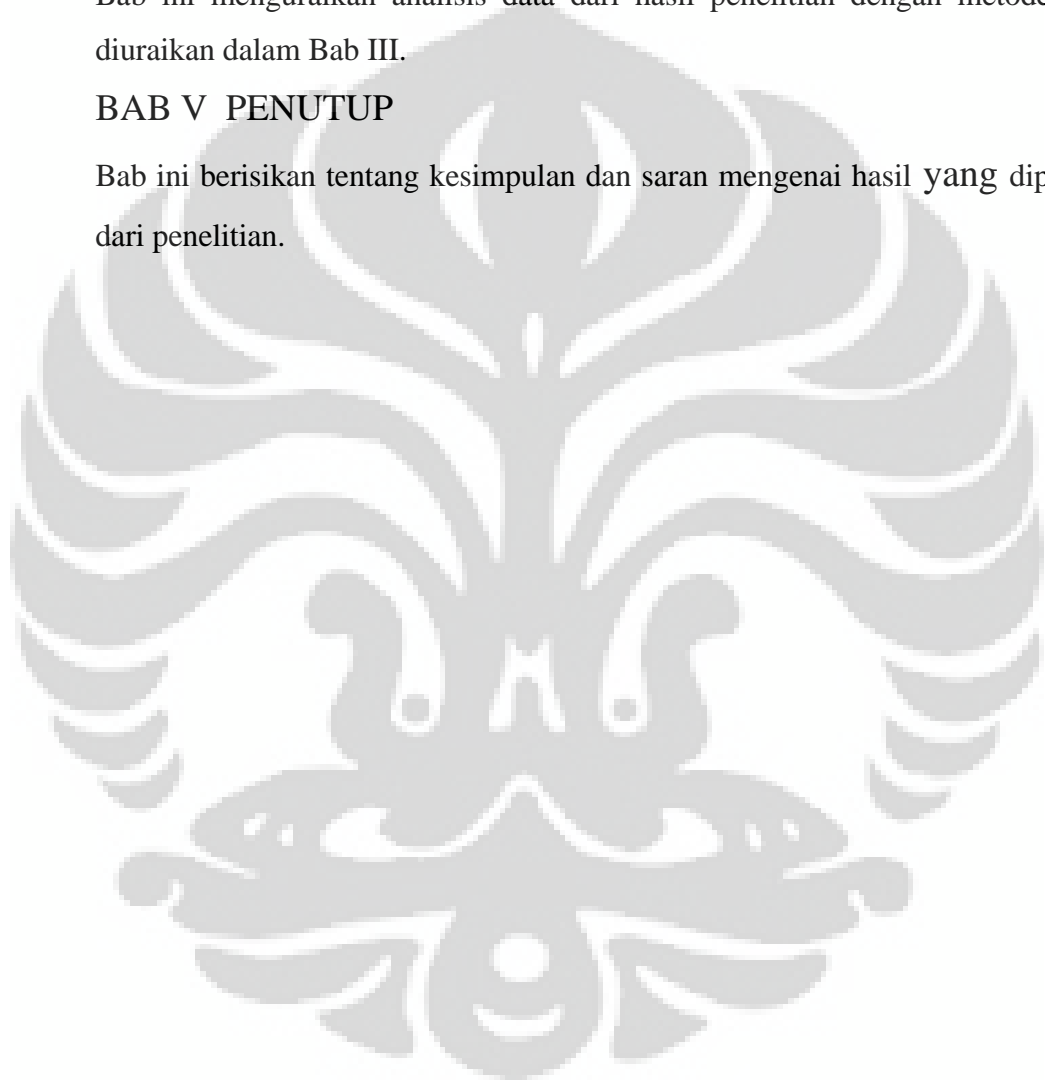 Bab ini menguraikan analisis data dari hasil penelitian dengan metode
diuraikan dalam Bab III.
BAB V PENUTUP
Bab ini berisikan tentang kesimpulan dan saran mengenai hasil yang dip
dari penelitian.